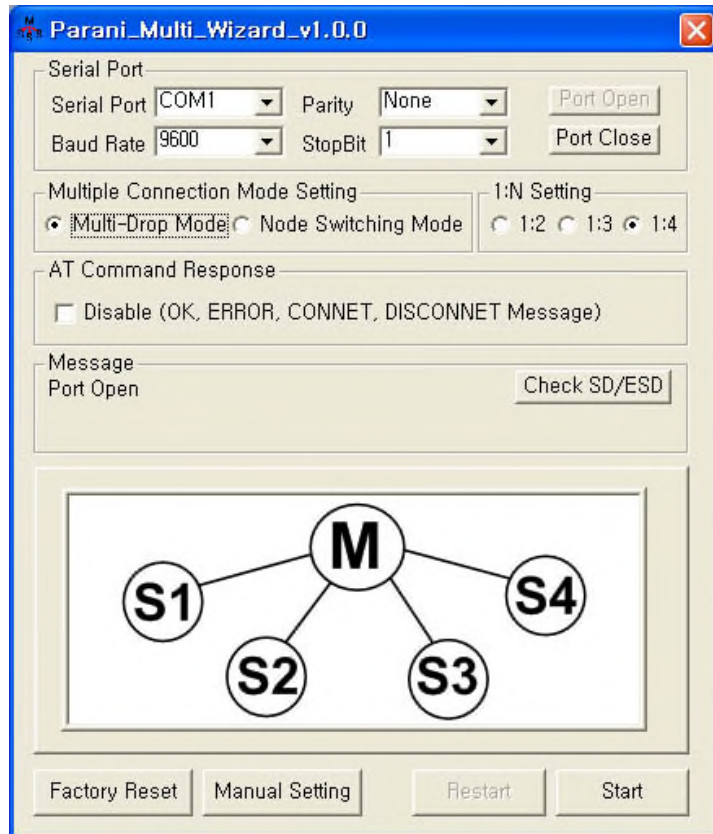 Parani_Multi_Wizard_v1.0.0
Serial Port
Serial Port COM1 Parity None Port Open
Baud Rate 9600 StopBit 1 Port Close
Multiple Connection Mode Setting 1:N Setting
Multi-Drop Mode Node Switching Mode 1:2 1:3 1:4
AT Command Response
Disable (OK, ERROR, CONNET, DISCONNET Message)
Message
Port Open Check SD/ESD
M
S1 S4
S2 S3
Factory Reset Manual Setting Restart Start